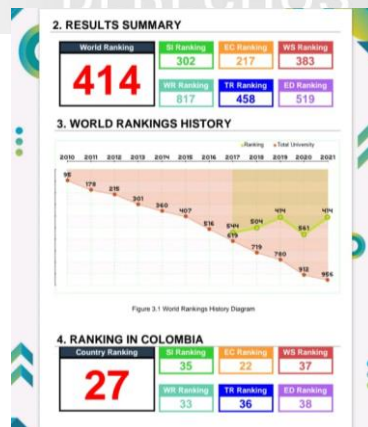 DERECHOS
2. RESULTS SUMMARY
World Ranking
414
SI Ranking
302
EC Ranking
217
WS Ranking
383
WR Ranking
817
TR Ranking
458
ED Ranking
519
3. WORLD RANKINGS HISTORY
Ranking Total University
2010 2011 2012 2013 2014 2015 2016 2017 2018 2019 2020 2021
95
178
215
301
360
407
516
544
504
474
561
414
619
719
780
912
956
Figure 3.1 World Rankings History Diagram
4. RANKING IN COLOMBIA
Country Ranking
27
SI Ranking
35
EC Ranking
22
WS Ranking
37
WR Ranking
33
TR Ranking
36
ED Ranking
38